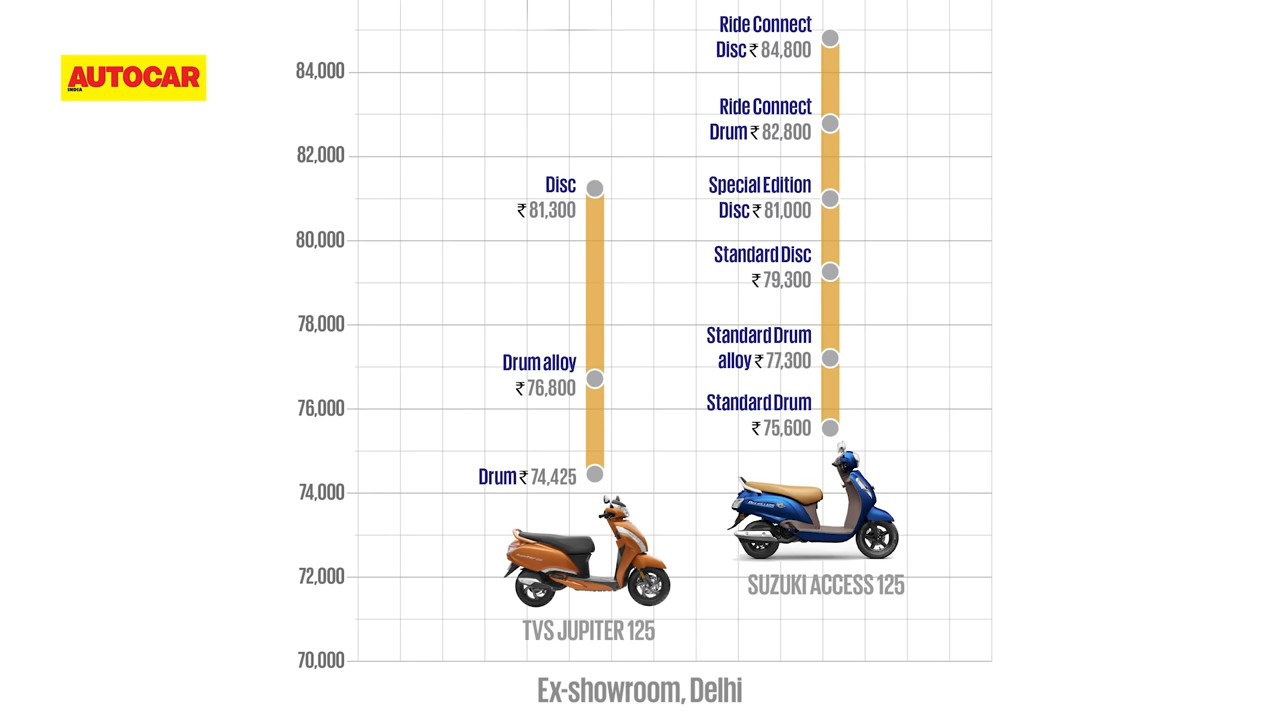 AUTOCAR
INDIA
84,000
82,000
80,000
78,000
76,000
74,000
72,000
70,000
Disc
₹81,300
Drum alloy
₹76,800
Drum ₹74,425
TVS JUPITER 125
Ride Connect
Disc ₹84,800
Ride Connect
Drum ₹82,800
Special Edition
Disc ₹81,000
Standard Disc
₹79,300
Standard Drum
alloy ₹77,300
Standard Drum
₹75,600
SUZUKI ACCESS 125
Ex-showroom, Delhi